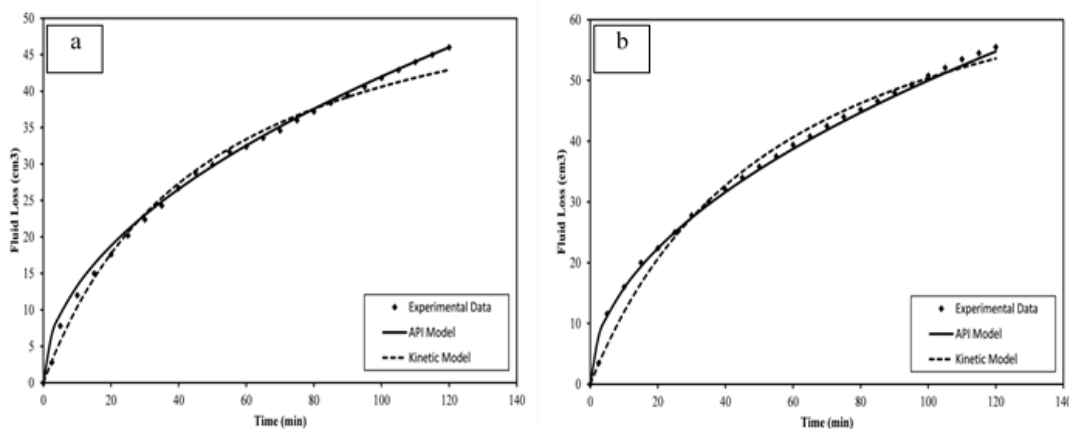 a
50
45
40
35
30
25
20
15
10
5
0
Fluid Loss (cm3)
Experimental Data
API Model
Kinetic Model
0 20 40 60 80 100 120 140
Time (min)
b
60
50
40
30
20
10
0
Fluid Loss (cm3)
Experimental Data
API Model
Kinetic Model
0 20 40 60 80 100 120 140
Time (min)